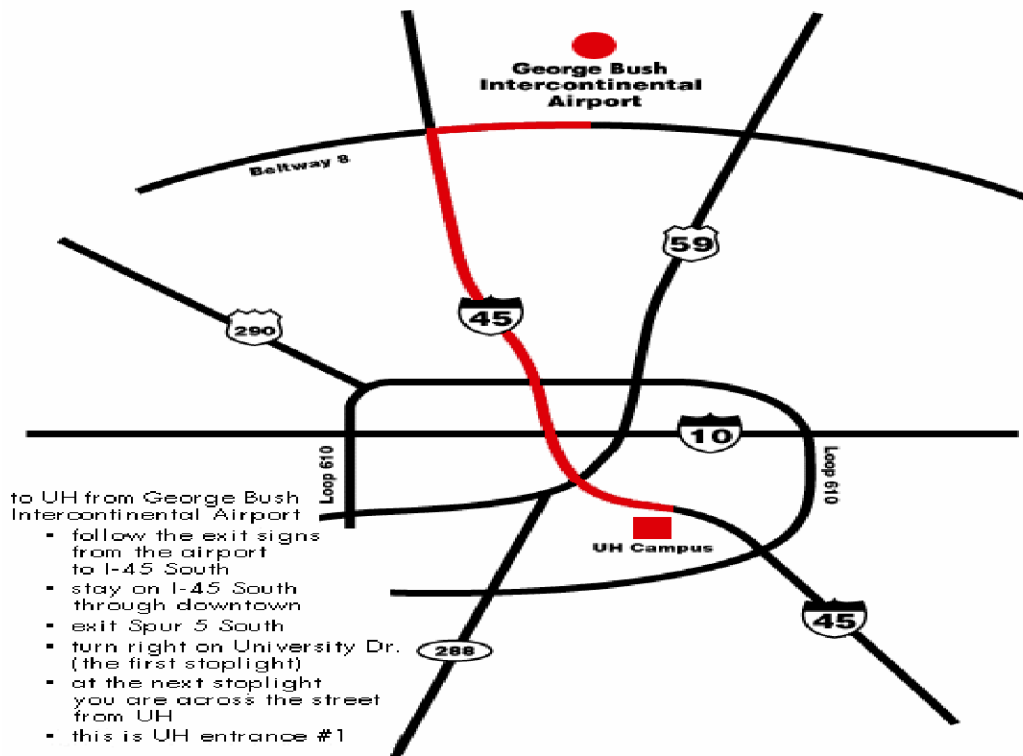 George Bush
Intercontinental
Airport
Beltway 8
59
45
290
10
Loop 610
Loop 610
to UH from George Bush
Intercontinental Airport
▪ follow the exit signs
from the airport
to I-45 South
▪ stay on I-45 South
through downtown
▪ exit Spur 5 South
▪ turn right on University Dr.
(the first stoplight)
▪ at the next stoplight
you are across the street
from UH
▪ this is UH entrance #1
UH Campus
45
288